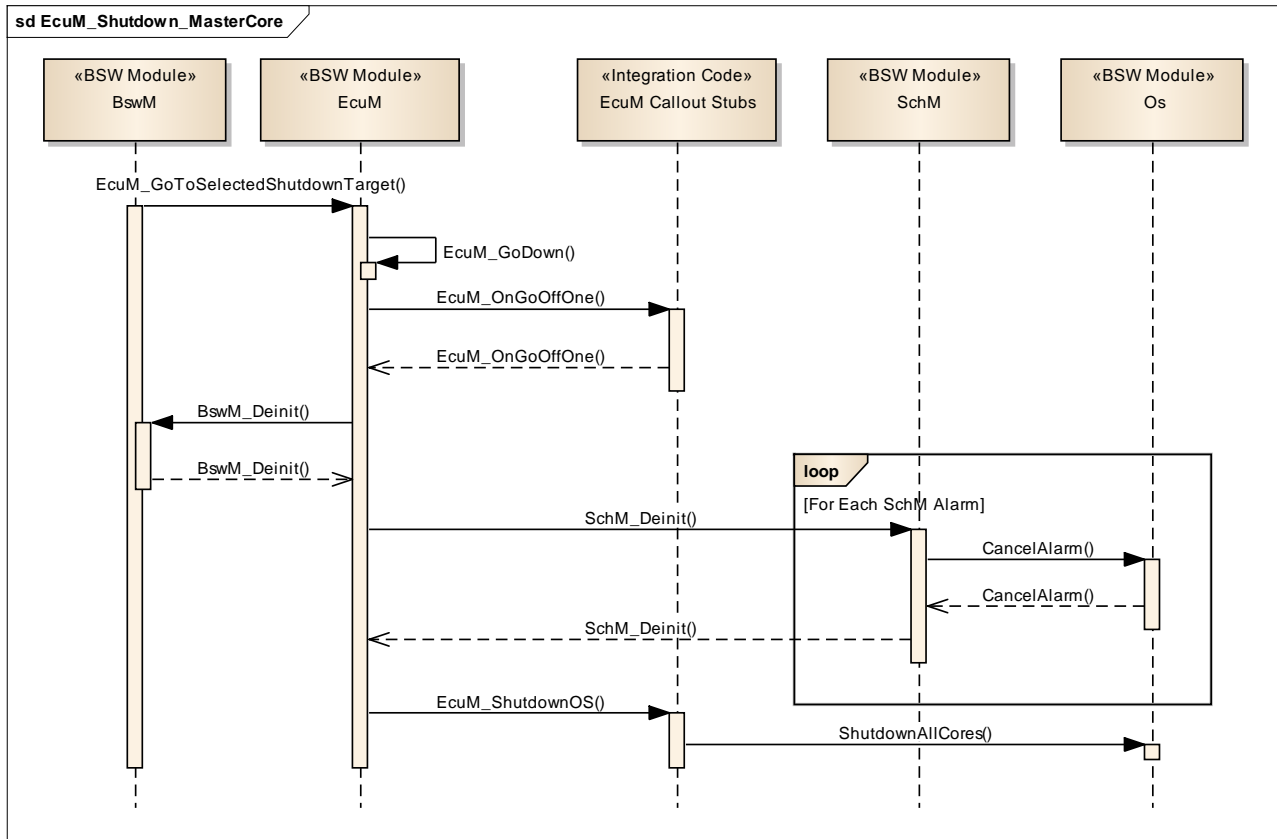 sd EcuM_Shutdown_MasterCore
«BSW Module»
BswM
«BSW Module»
EcuM
«Integration Code»
EcuM Callout Stubs
«BSW Module»
SchM
«BSW Module»
Os
EcuM_GoToSelectedShutdownTarget()
EcuM_GoDown()
EcuM_OnGoOffOne()
EcuM_OnGoOffOne()
BswM_Deinit()
BswM_Deinit()
loop
[For Each SchM Alarm]
SchM_Deinit()
CancelAlarm()
CancelAlarm()
SchM_Deinit()
EcuM_ShutdownOS()
ShutdownAllCores()